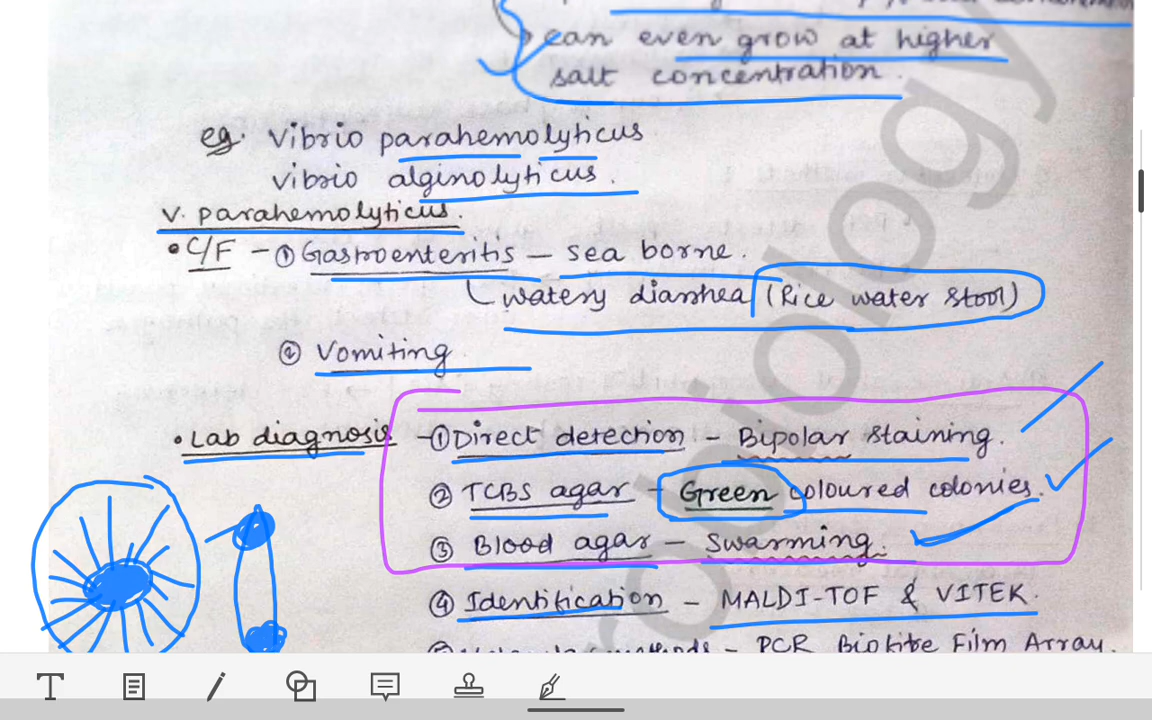 can even grow at higher
salt concentration.
eg. Vibrio parahemolyticus
vibrio alginolyticus.
V. parahemolyticus.
• C/F - ① Gastroenteritis - sea borne.
watery diarrhea (Rice water stool)
② Vomiting
• Lab diagnosis - ① Direct detection - Bipolar staining.
② TCBS agar - Green coloured colonies.
③ Blood agar - Swarming.
④ Identification - MALDI-TOF & VITEK.
- PCR Biofire Film Array.
obiology
T